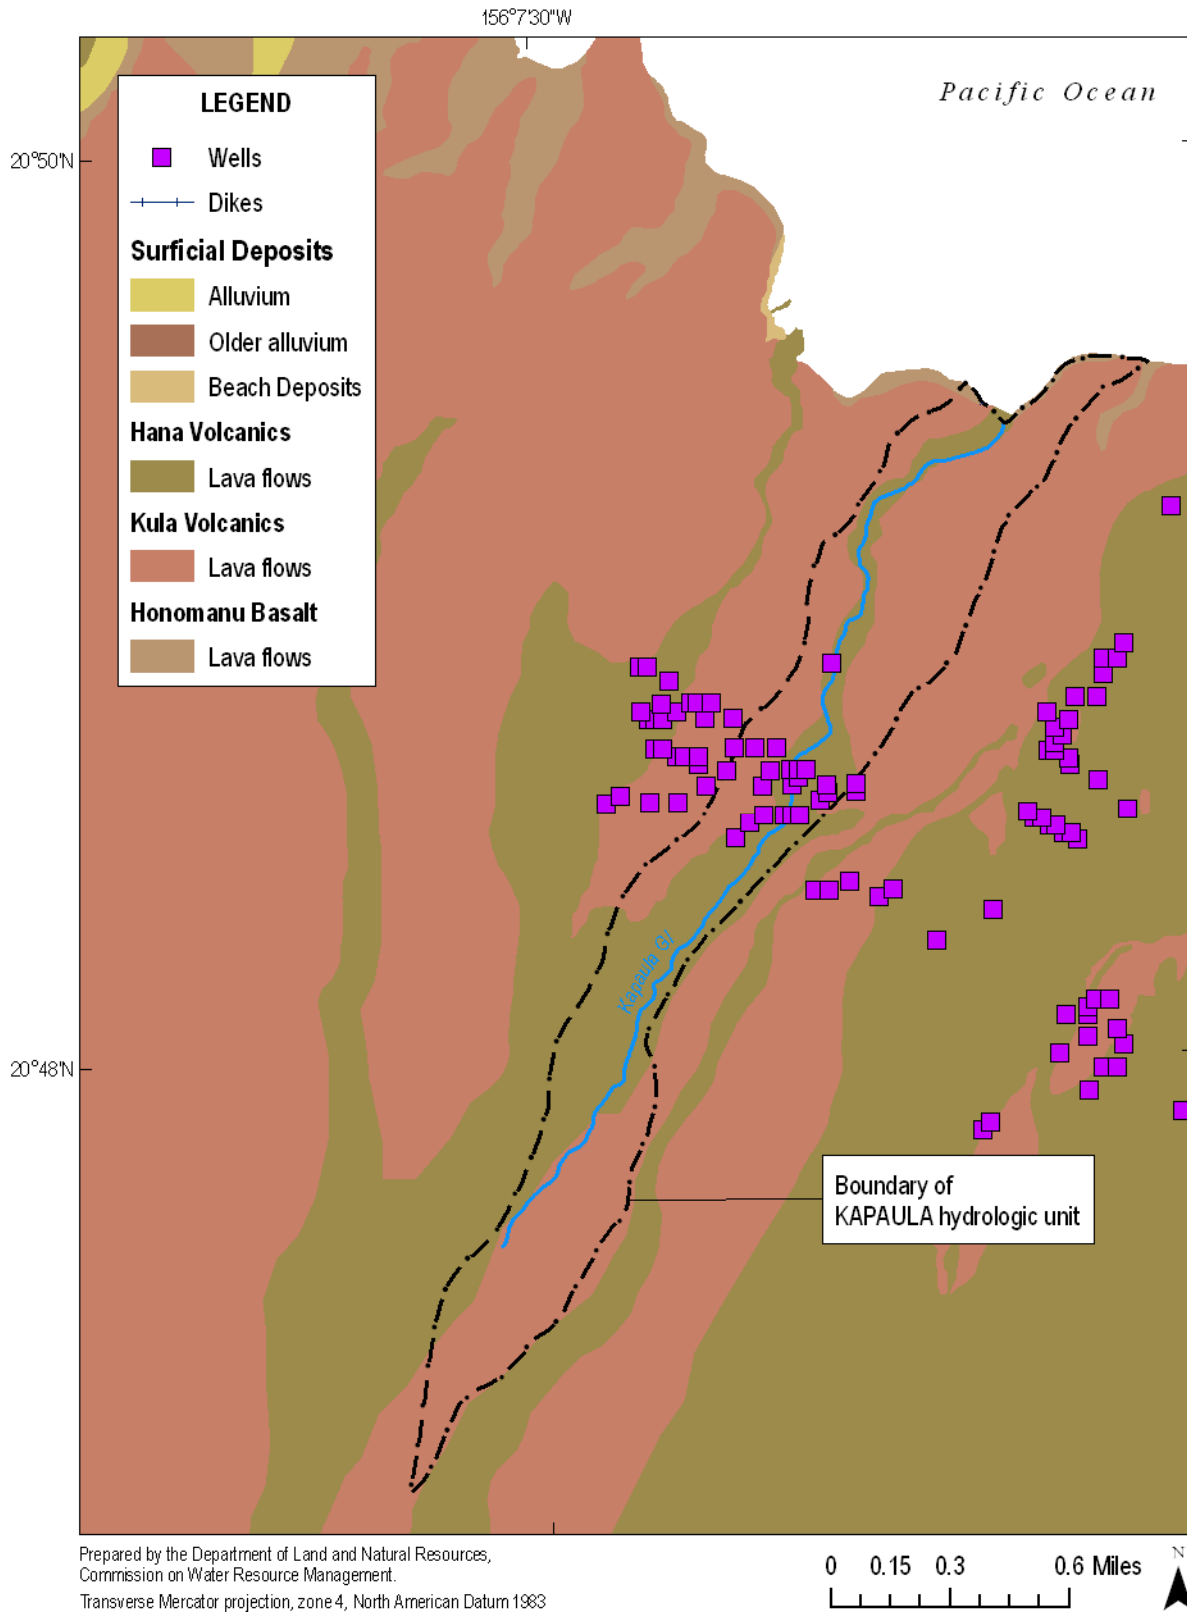 156°7'30"W
Pacific Ocean
LEGEND
20°50'N
Wells
Dikes
Surficial Deposits
Alluvium
Older alluvium
Beach Deposits
Hana Volcanics
Lava flows
Kula Volcanics
Lava flows
Honomanu Basalt
Lava flows
Kapaula G/
20°48'N
Boundary of
KAPAULA hydrologic unit
Prepared by the Department of Land and Natural Resources,
Commission on Water Resource Management.
Transverse Mercator projection, zone 4, North American Datum 1983
0 0.15 0.3 0.6 Miles
N